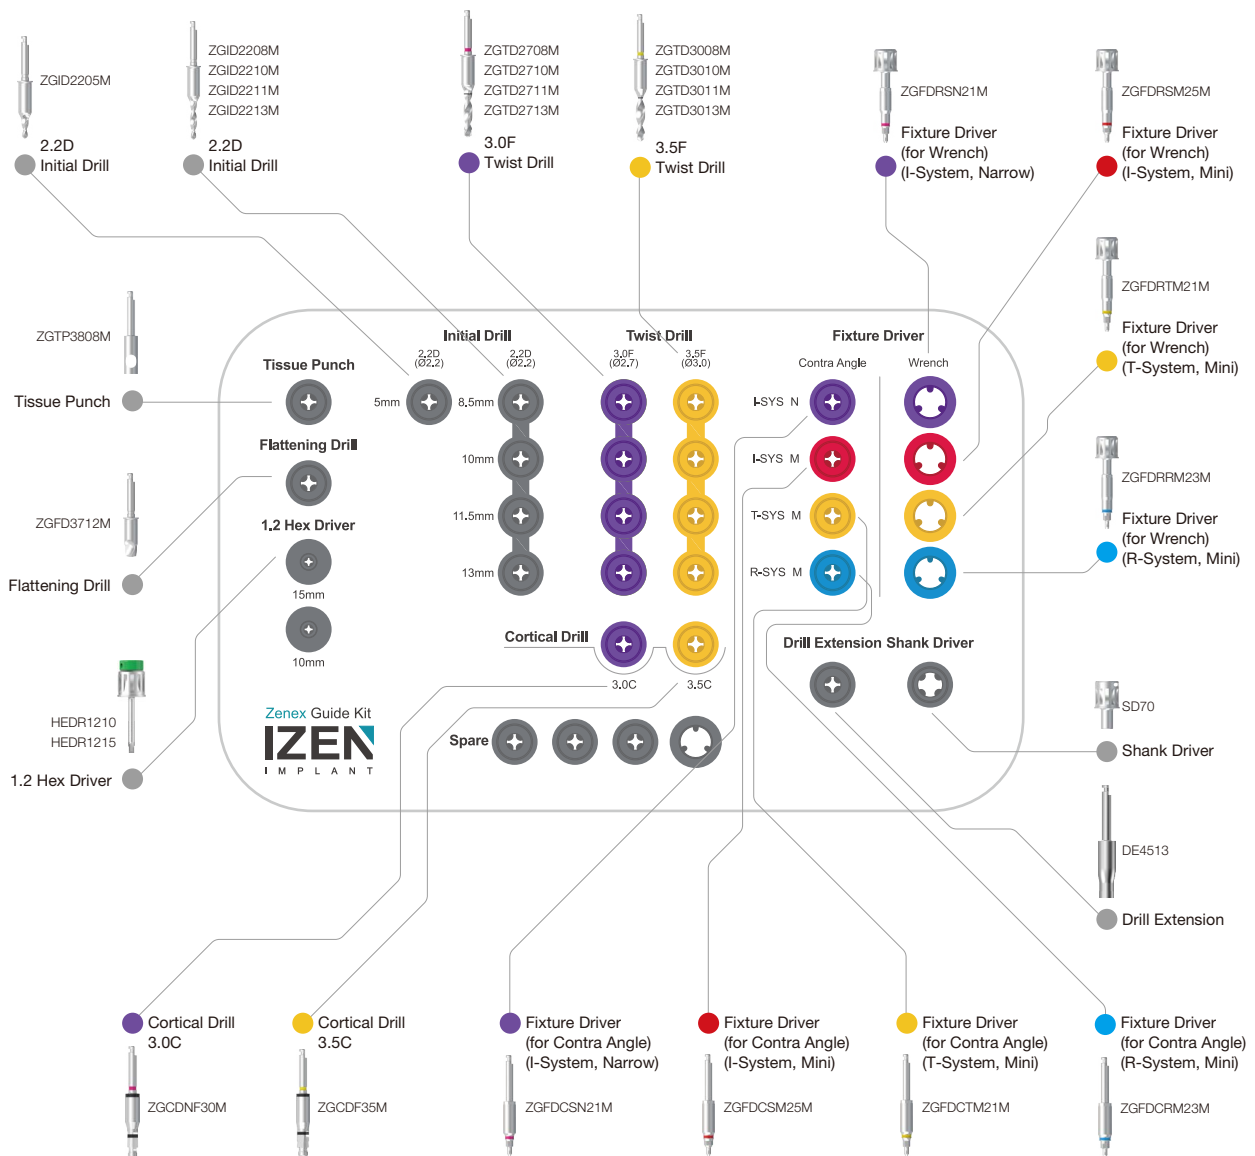 ZGID2205M
2.2D
Initial Drill
ZGID2208M
ZGID2210M
ZGID2211M
ZGID2213M
2.2D
Initial Drill
ZGTD2708M
ZGTD2710M
ZGTD2711M
ZGTD2713M
3.0F
Twist Drill
ZGTD3008M
ZGTD3010M
ZGTD3011M
ZGTD3013M
3.5F
Twist Drill
ZGFDRSN21M
Fixture Driver
(for Wrench)
(I-System, Narrow)
ZGFDRSM25M
Fixture Driver
(for Wrench)
(I-System, Mini)
ZGFDRTM21M
Fixture Driver
(for Wrench)
(T-System, Mini)
ZGFDRRM23M
Fixture Driver
(for Wrench)
(R-System, Mini)
ZGTP3808M
Tissue Punch
ZGFD3712M
Flattening Drill
HEDR1210
HEDR1215
1.2 Hex Driver
Tissue Punch
Flattening Drill
1.2 Hex Driver
15mm
10mm
Initial Drill
2.2D
(Ø2.2)
2.2D
(Ø2.2)
5mm
8.5mm
10mm
11.5mm
13mm
Twist Drill
3.0F
(Ø2.7)
3.5F
(Ø3.0)
Fixture Driver
Contra Angle
Wrench
I-SYS N
I-SYS M
T-SYS M
R-SYS M
Cortical Drill
3.0C
3.5C
Drill Extension
Shank Driver
Zenex Guide Kit
IZEN
IMPLANT
Spare
SD70
Shank Driver
DE4513
Drill Extension
Cortical Drill
3.0C
ZGCDNF30M
Cortical Drill
3.5C
ZGCDF35M
Fixture Driver
(for Contra Angle)
(I-System, Narrow)
ZGFDCSN21M
Fixture Driver
(for Contra Angle)
(I-System, Mini)
ZGFDCSM25M
Fixture Driver
(for Contra Angle)
(T-System, Mini)
ZGFDCTM21M
Fixture Driver
(for Contra Angle)
(R-System, Mini)
ZGFDCRM23M